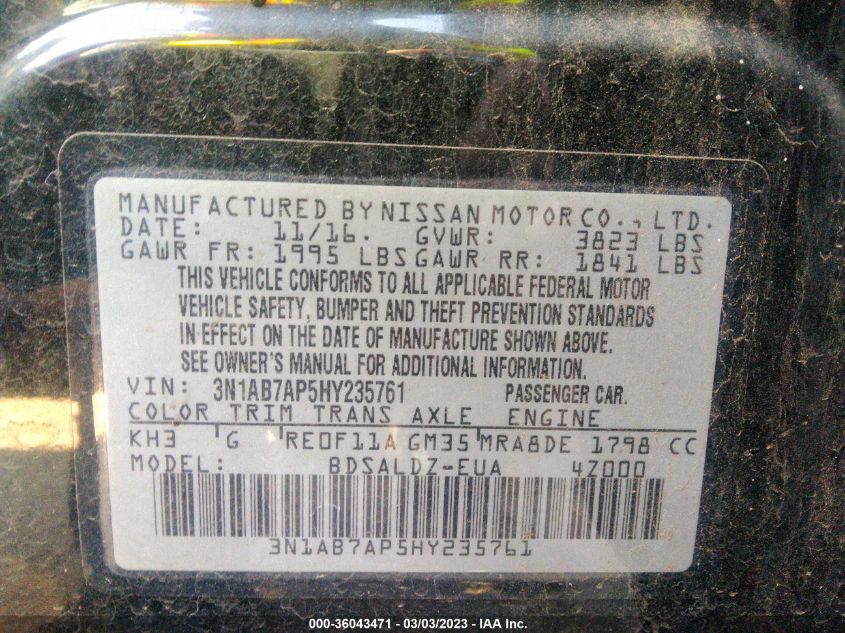 MANUFACTURED BY NISSAN MOTOR CO., LTD.
DATE: 11/16. GVWR: 3823 LBS
GAWR FR: 1995 LBS GAWR RR: 1841 LBS
THIS VEHICLE CONFORMS TO ALL APPLICABLE FEDERAL MOTOR
VEHICLE SAFETY, BUMPER AND THEFT PREVENTION STANDARDS
IN EFFECT ON THE DATE OF MANUFACTURE SHOWN ABOVE.
SEE OWNER'S MANUAL FOR ADDITIONAL INFORMATION.
VIN: 3N1AB7AP5HY235761 PASSENGER CAR.
COLOR TRIM TRANS AXLE ENGINE
KH3 G RE0F11A GM35 MRA8DE 1798 CC
MODEL: BDSALDZ-EUA 4Z000
3N1AB7AP5HY235761
000-36043471 - 03/03/2023 - IAA Inc.